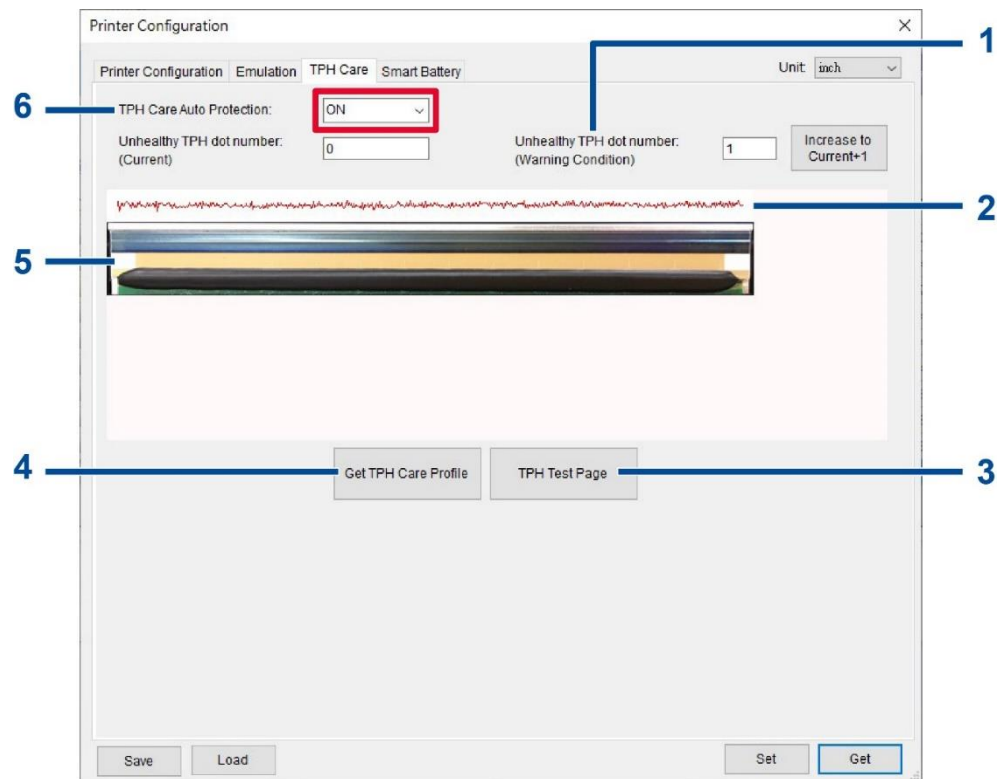 Printer Configuration
1
Printer Configuration Emulation TPH Care Smart Battery
Unit: inch
6
TPH Care Auto Protection: ON
Unhealthy TPH dot number:
(Current)
0
Unhealthy TPH dot number:
(Warning Condition)
1
Increase to
Current+1
2
5
4
Get TPH Care Profile
TPH Test Page
3
Save
Load
Set
Get